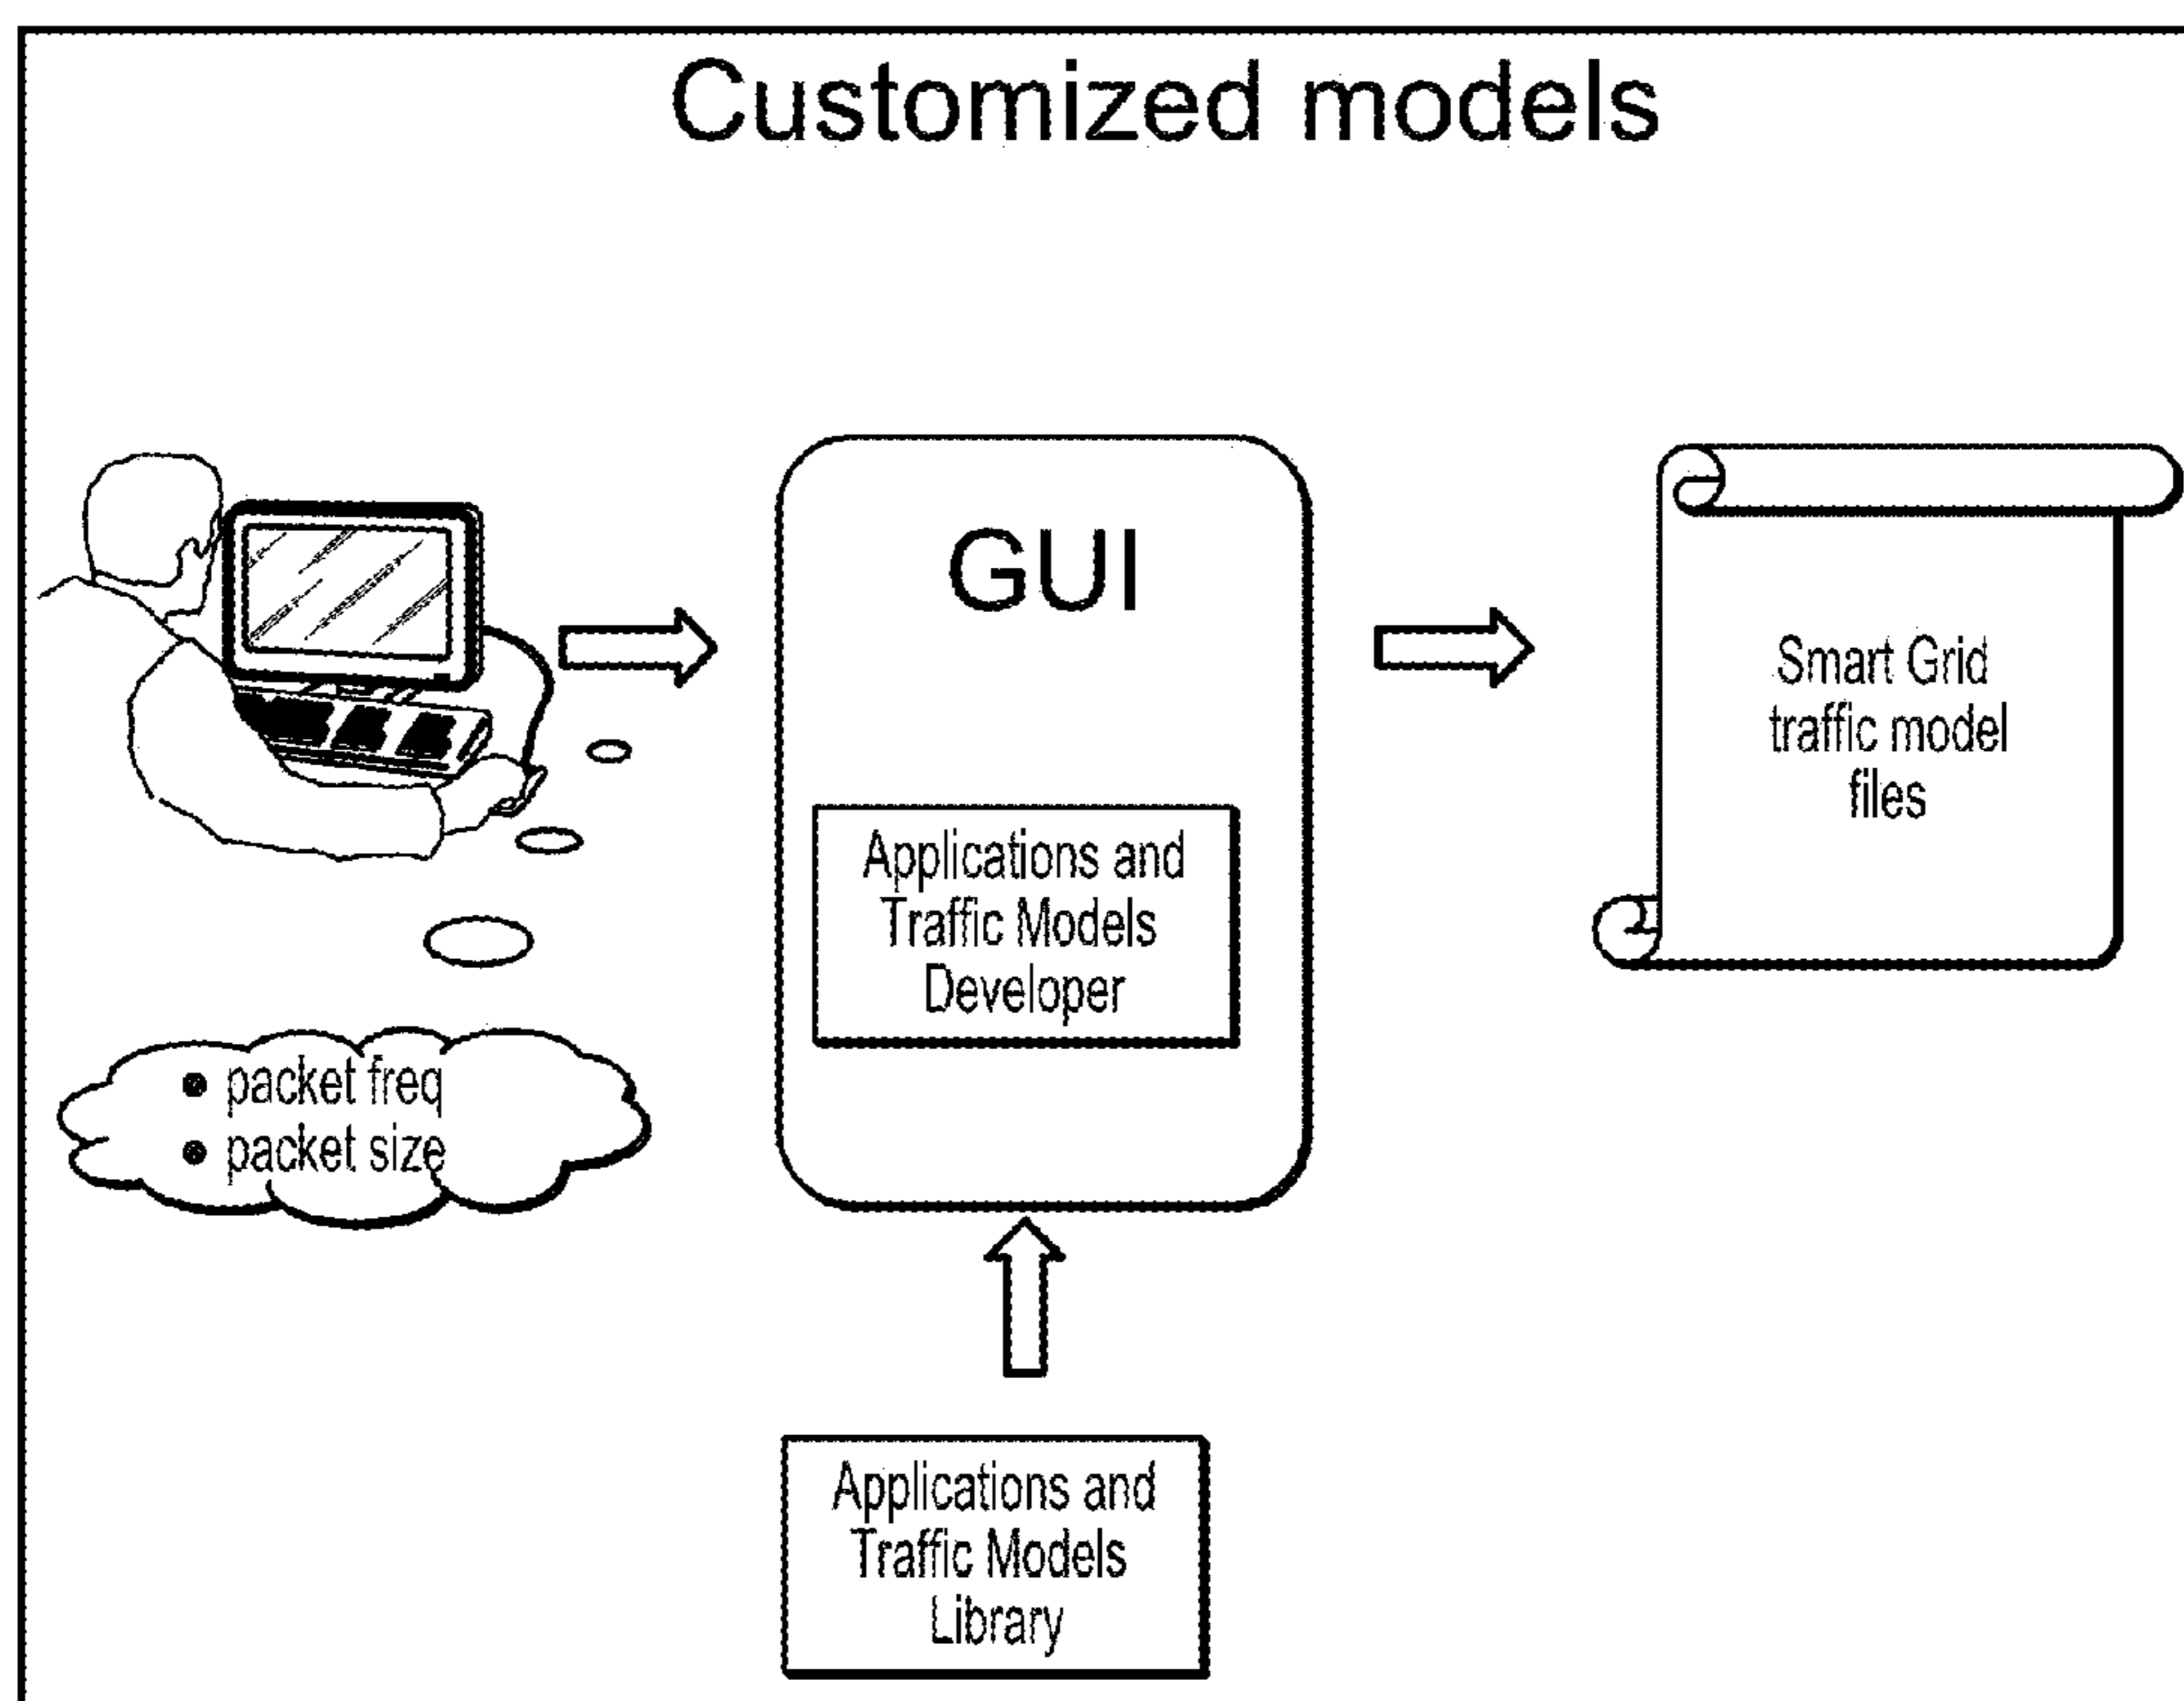 Customized models
GUI
Applications and
Traffic Models
Developer
Smart Grid
traffic model
files
● packet freq
● packet size
Applications and
Traffic Models
Library